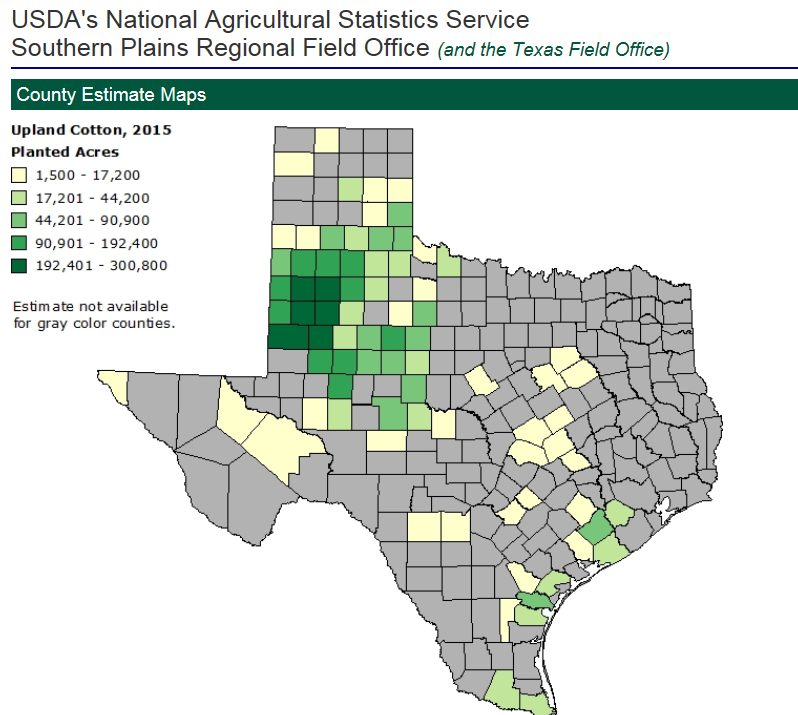 USDA's National Agricultural Statistics Service
Southern Plains Regional Field Office (and the Texas Field Office)
County Estimate Maps
Upland Cotton, 2015
Planted Acres
1,500 - 17,200
17,201 - 44,200
44,201 - 90,900
90,901 - 192,400
192,401 - 300,800
Estimate not available
for gray color counties.